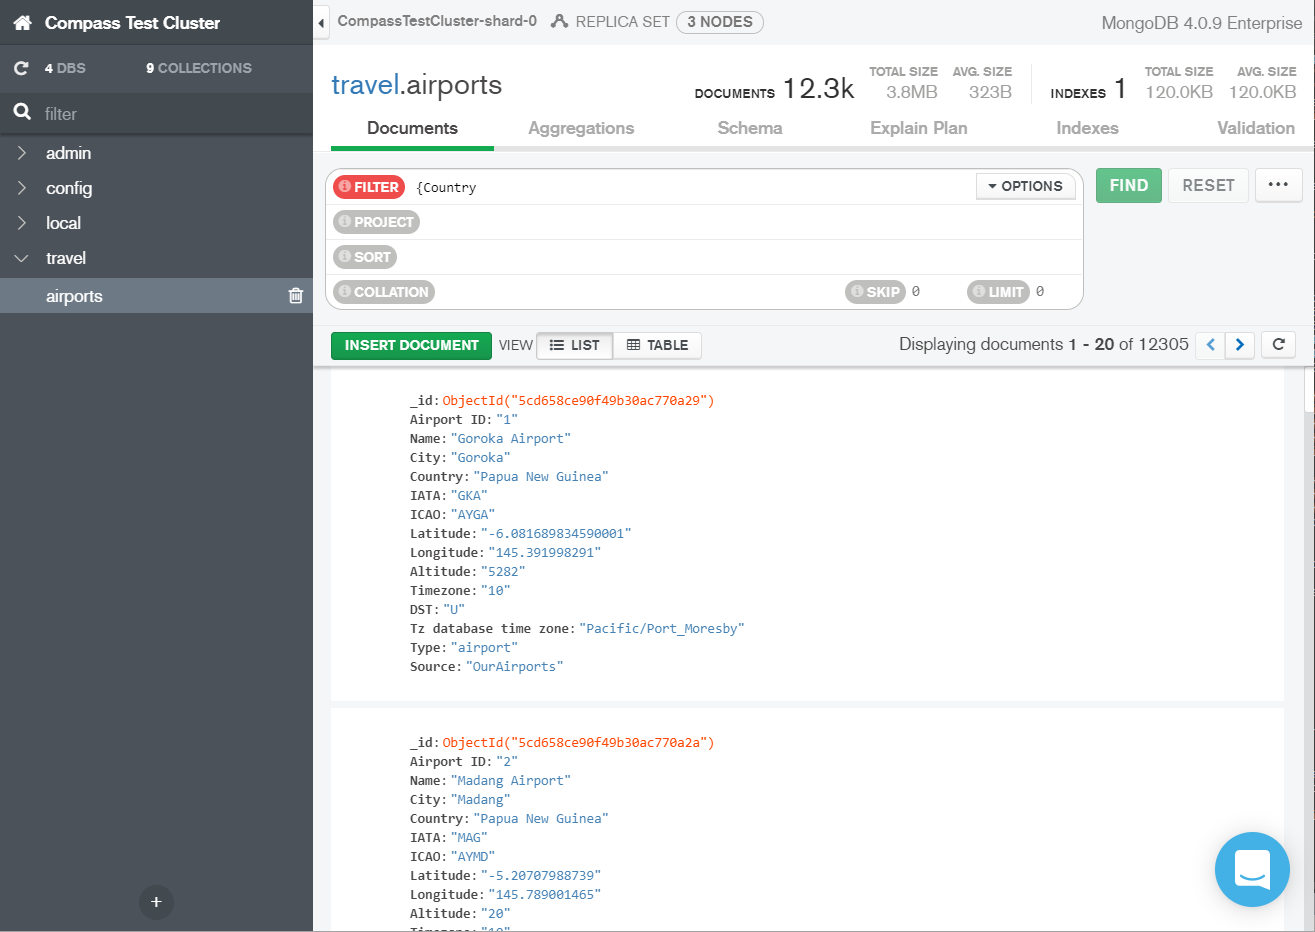 Compass Test Cluster
4 DBS 9 COLLECTIONS
filter
admin
config
local
travel
airports
CompassTestCluster-shard-0 REPLICA SET 3 NODES MongoDB 4.0.9 Enterprise
travel.airports
DOCUMENTS 12.3k TOTAL SIZE 3.8MB AVG. SIZE 323B INDEXES 1 TOTAL SIZE 120.0KB AVG. SIZE 120.0KB
Documents Aggregations Schema Explain Plan Indexes Validation
FILTER {Country OPTIONS FIND RESET ...
PROJECT
SORT
COLLATION SKIP 0 LIMIT 0
INSERT DOCUMENT VIEW LIST TABLE Displaying documents 1 - 20 of 12305
_id: ObjectId("5cd658ce90f49b30ac770a29")
Airport ID: "1"
Name: "Goroka Airport"
City: "Goroka"
Country: "Papua New Guinea"
IATA: "GKA"
ICAO: "AYGA"
Latitude: "-6.081689834590001"
Longitude: "145.391998291"
Altitude: "5282"
Timezone: "10"
DST: "U"
Tz database time zone: "Pacific/Port_Moresby"
Type: "airport"
Source: "OurAirports"
_id: ObjectId("5cd658ce90f49b30ac770a2a")
Airport ID: "2"
Name: "Madang Airport"
City: "Madang"
Country: "Papua New Guinea"
IATA: "MAG"
ICAO: "AYMD"
Latitude: "-5.20707988739"
Longitude: "145.789001465"
Altitude: "20"
Timezone: "10"
+